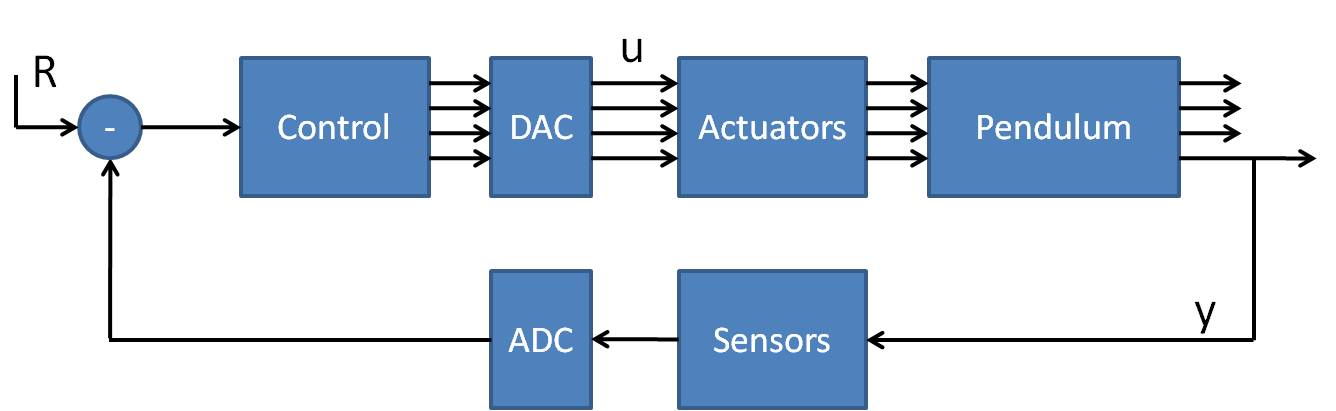 R
-
Control
DAC
u
Actuators
Pendulum
ADC
Sensors
y